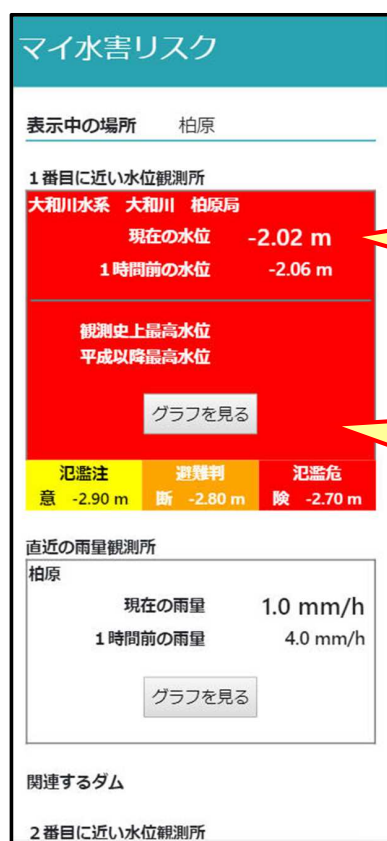 マイ水害リスク
表示中の場所 柏原
1番目に近い水位観測所
大和川水系 大和川 柏原局
現在の水位 -2.02 m
1時間前の水位 -2.06 m
観測史上最高水位
平成以降最高水位
グラフを見る
氾濫注 避難判 氾濫危
意 -2.90 m 断 -2.80 m 険 -2.70 m
直近の雨量観測所
柏原
現在の雨量 1.0 mm/h
1時間前の雨量 4.0 mm/h
グラフを見る
関連するダム
2番目に近い水位観測所